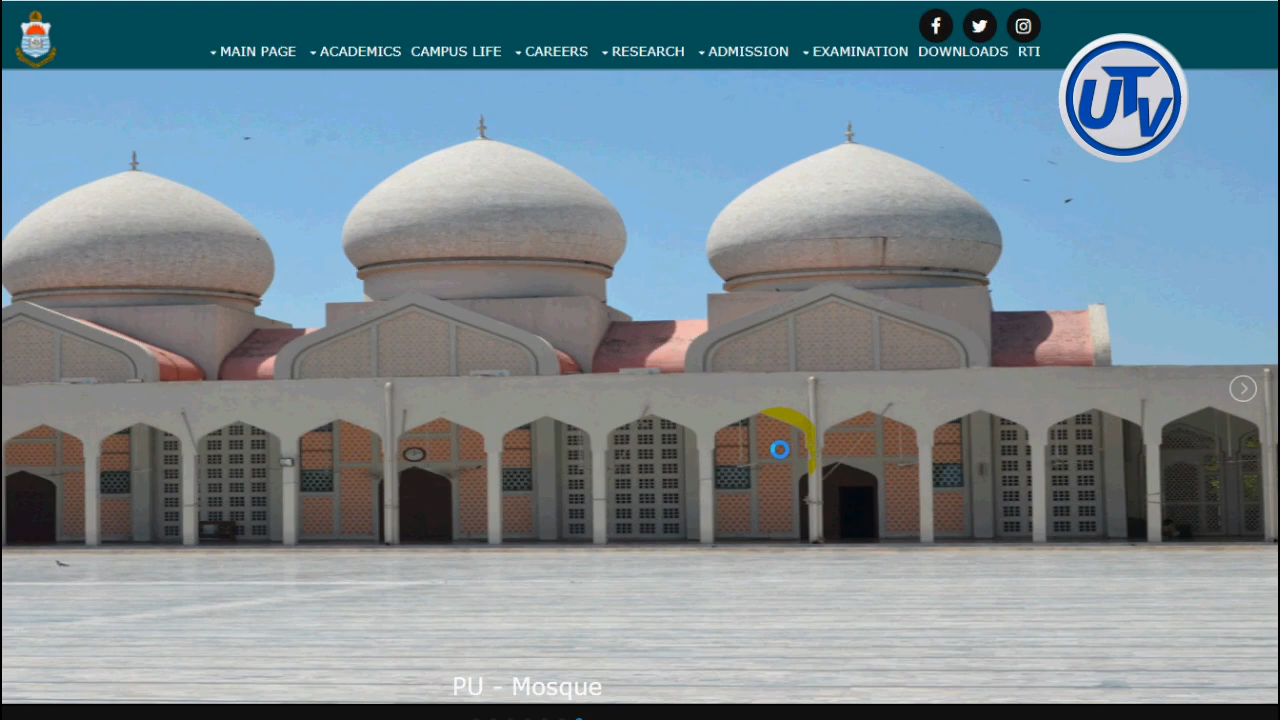 MAIN PAGE ACADEMICS CAMPUS LIFE CAREERS RESEARCH ADMISSION EXAMINATION DOWNLOADS RTI
UTV
PU - Mosque